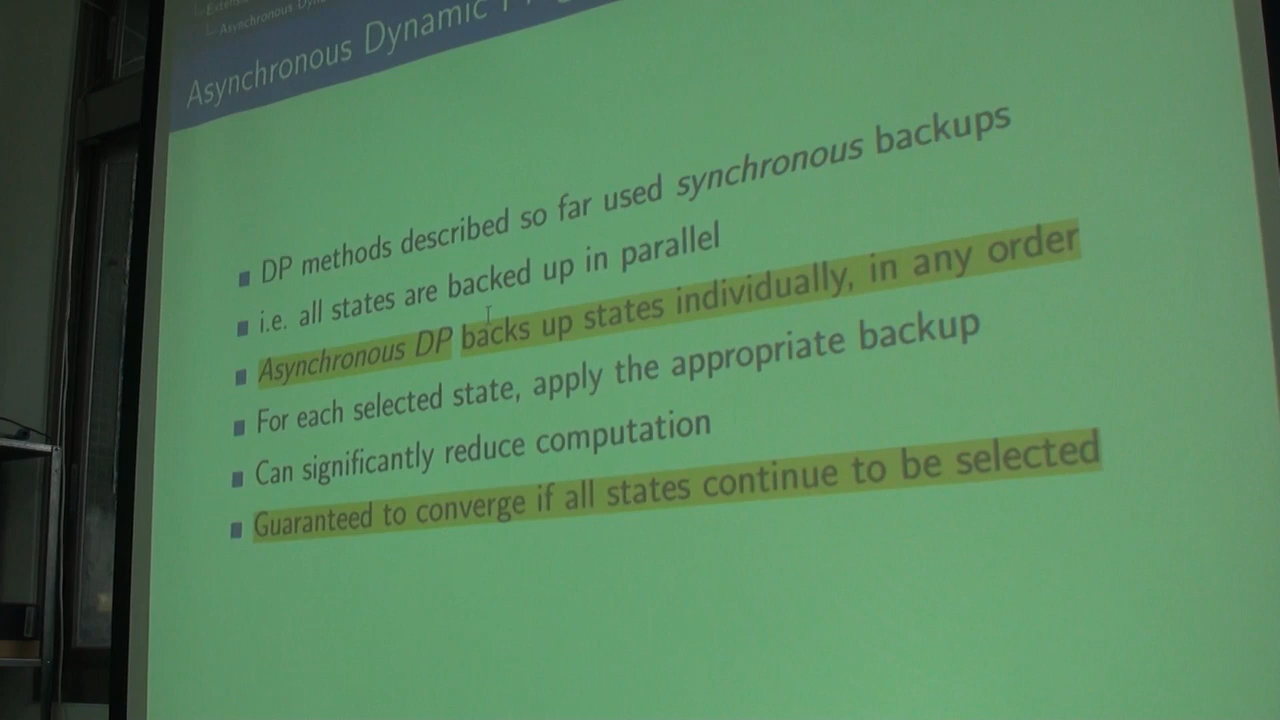 Asynchronous
Asynchronous Dynamic
DP methods described so far used synchronous backups
i.e. all states are backed up in parallel
Asynchronous DP backs up states individually, in any order
For each selected state, apply the appropriate backup
Can significantly reduce computation
Guaranteed to converge if all states continue to be selected